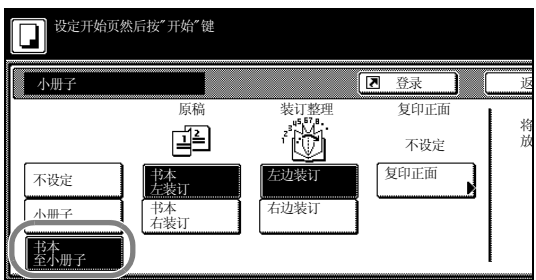 设定开始页然后按"开始"键
小册子
登录
返
原稿
装订整理
复印正面
不设定
将
放
不设定
小册子
书本
至小册子
书本
左装订
书本
右装订
左边装订
右边装订
复印正面